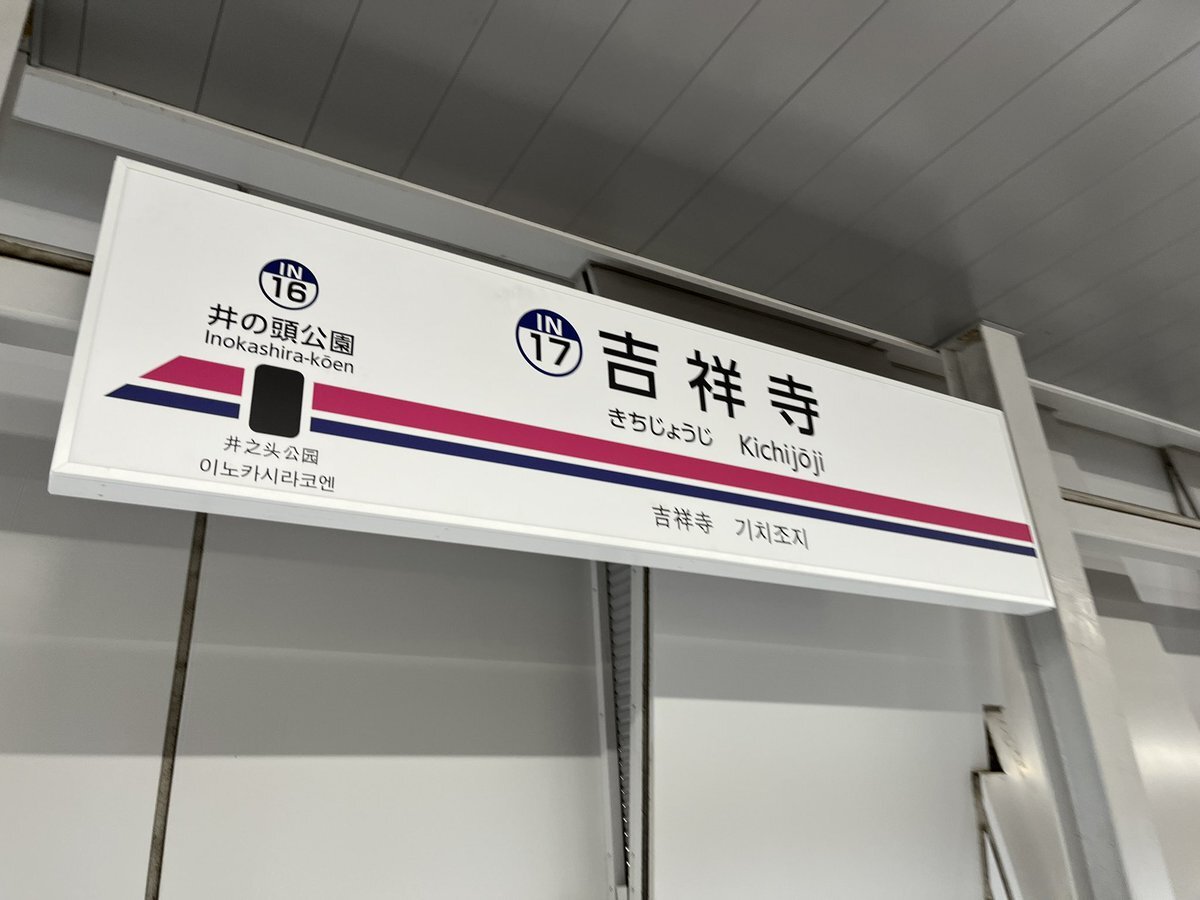 IN
16
井の頭公園
Inokashira-kōen
井之头公园
이노카시라코엔
IN
17
吉祥寺
きちじょうじ Kichijōji
吉祥寺 기치조지